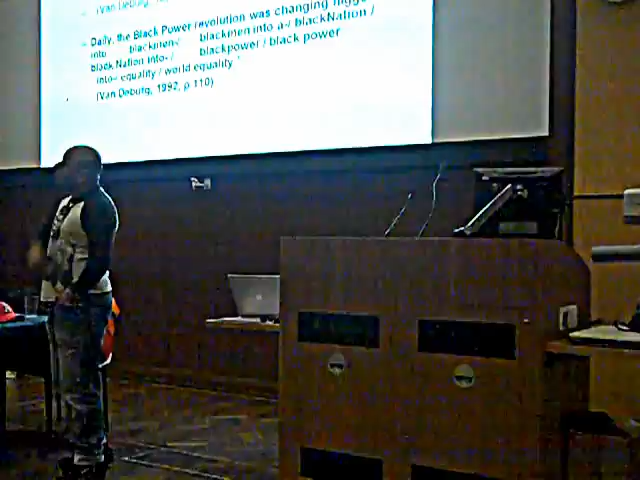 (Van Deburg,
– Daily, the Black Power revolution was changing
into blackmen-/ blackmen into a-/ blackNation /
black Nation into-/ blackpower / black power
into- equality / world equality "
(Van Deburg, 1992, p.110)